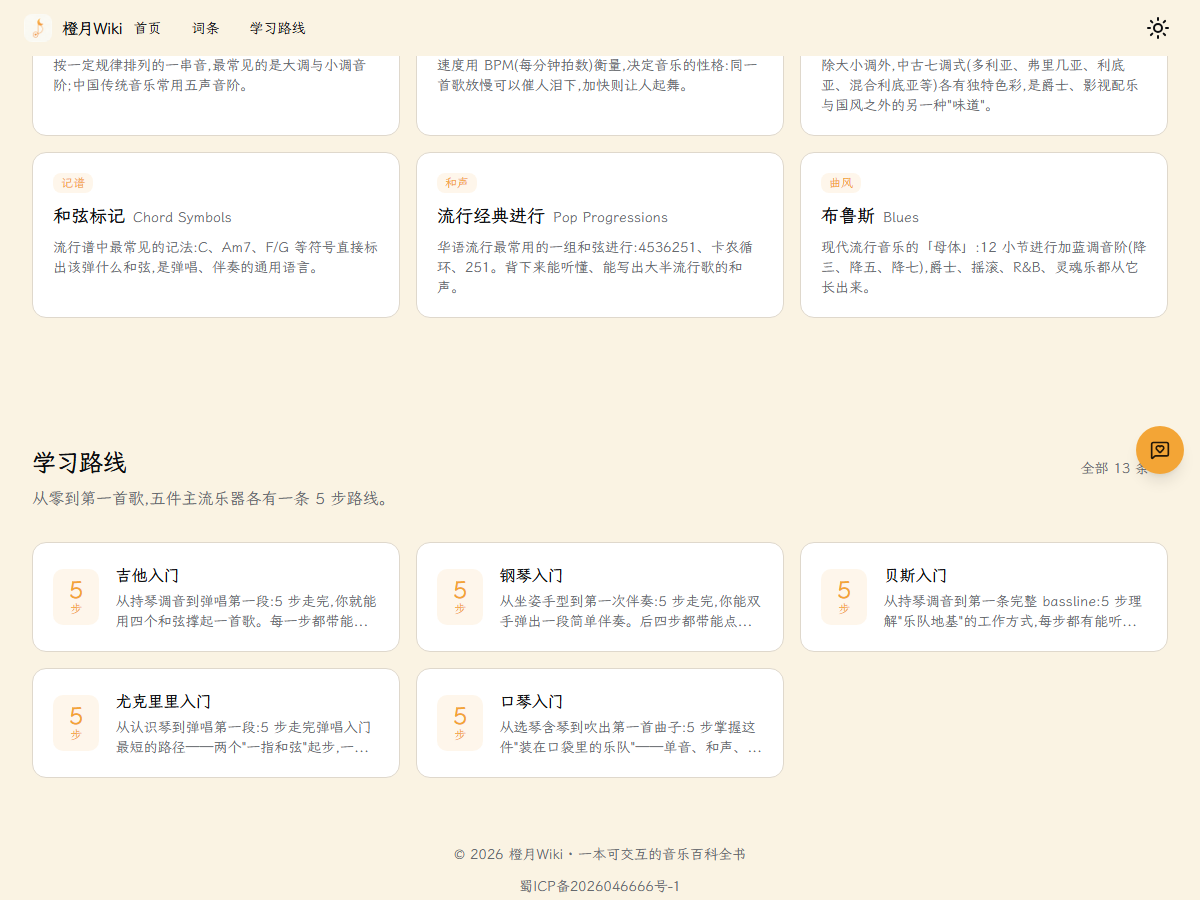 橙月Wiki 首页 词条 学习路线
按一定规律排列的一串音,最常见的是大调与小调音
阶;中国传统音乐常用五声音阶。
速度用 BPM(每分钟拍数)衡量,决定音乐的性格:同一
首歌放慢可以催人泪下,加快则让人起舞。
除大小调外,中古七调式(多利亚、弗里几亚、利底
亚、混合利底亚等)各有独特色彩,是爵士、影视配乐
与国风之外的另一种"味道"。
记谱
和弦标记 Chord Symbols
流行谱中最常见的记法:C、Am7、F/G 等符号直接标
出该弹什么和弦,是弹唱、伴奏的通用语言。
和声
流行经典进行 Pop Progressions
华语流行最常用的一组和弦进行:4536251、卡农循
环、251。背下来能听懂、能写出大半流行歌的和
声。
曲风
布鲁斯 Blues
现代流行音乐的「母体」:12 小节进行加蓝调音阶(降
三、降五、降七),爵士、摇滚、R&B、灵魂乐都从它
长出来。
学习路线
全部 13 条
从零到第一首歌,五件主流乐器各有一条 5 步路线。
5
步
吉他入门
从持琴调音到弹唱第一段:5 步走完,你就能
用四个和弦撑起一首歌。每一步都带能…
5
步
钢琴入门
从坐姿手型到第一次伴奏:5 步走完,你能双
手弹出一段简单伴奏。后四步都带能点…
5
步
贝斯入门
从持琴调音到第一条完整 bassline:5 步理
解"乐队地基"的工作方式,每步都有能听…
5
步
尤克里里入门
从认识琴到弹唱第一段:5 步走完弹唱入门
最短的路径——两个"一指和弦"起步,一…
5
步
口琴入门
从选琴含琴到吹出第一首曲子:5 步掌握这
件"装在口袋里的乐队"——单音、和声、…
© 2026 橙月Wiki · 一本可交互的音乐百科全书
蜀ICP备2026046666号-1